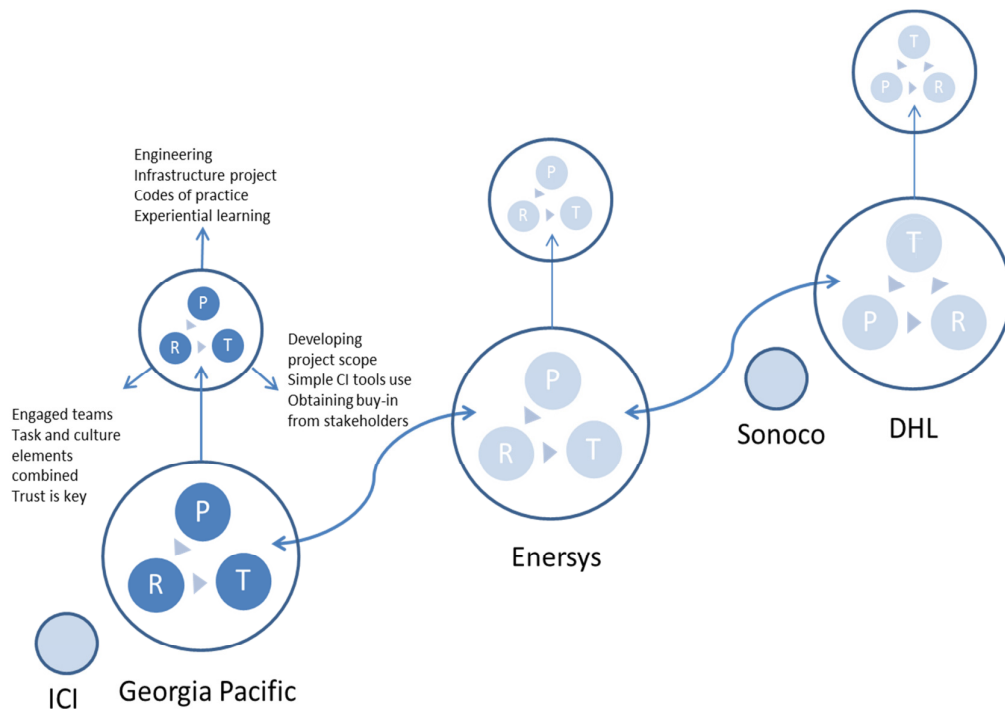 T
P
R
P
R
T
Engineering
Infrastructure project
Codes of practice
Experiential learning
P
R
T
Developing
project scope
Simple CI tools use
Obtaining buy-in
from stakeholders
Engaged teams
Task and culture
elements
combined
Trust is key
T
P
R
P
R
T
P
R
T
Sonoco
DHL
Enersys
ICI
Georgia Pacific